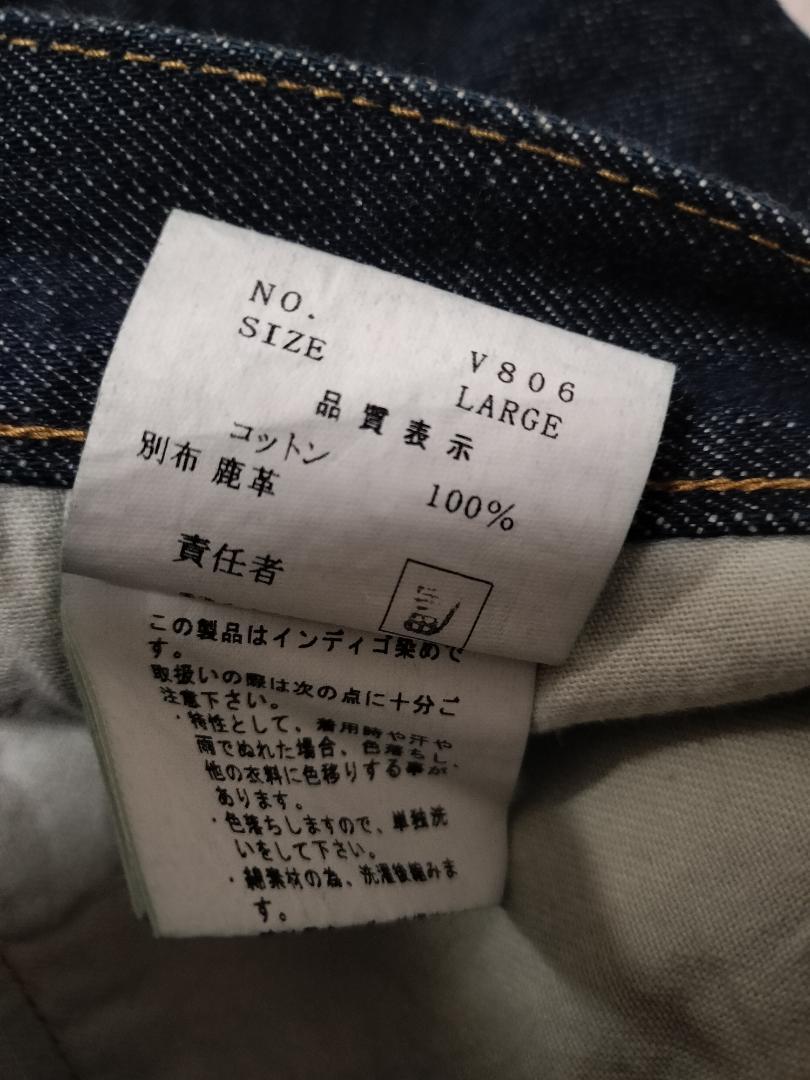 NO. V806
SIZE LARGE
品質表示
コットン 100%
別布 鹿革
責任者
この製品はインディゴ染めで
す。
取扱いの際は次の点に十分ご
注意下さい。
・特性として、着用時や汗や
雨でぬれた場合、色落ちし、
他の衣料に色移りする事が
あります。
・色落ちしますので、単独洗
いをして下さい。
・綿素材の為、洗濯後縮みま
す。